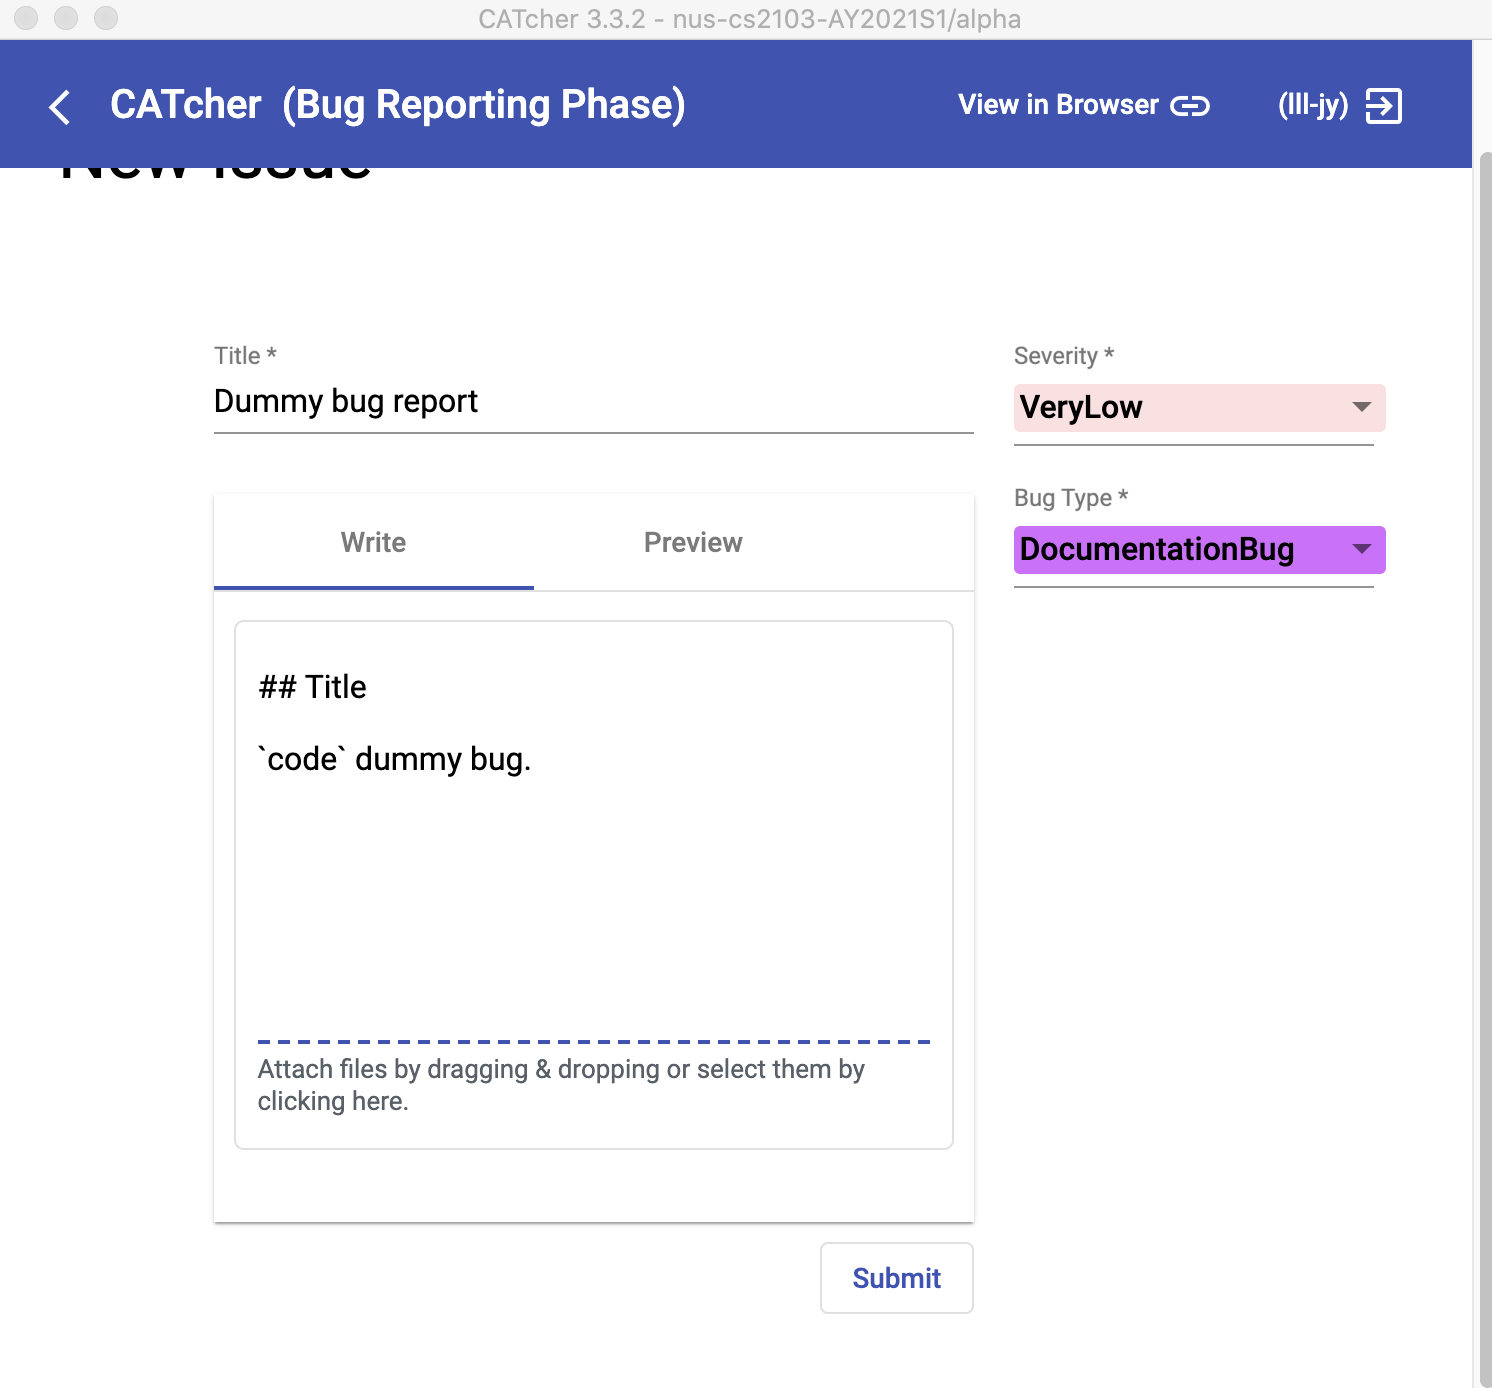 CATcher 3.3.2 - nus-cs2103-AY2021S1/alpha
CATcher (Bug Reporting Phase)
View in Browser
(lll-jy)
New Issue
Title *
Dummy bug report
Severity *
VeryLow
Bug Type *
DocumentationBug
Write
Preview
## Title
`code` dummy bug.
Attach files by dragging & dropping or select them by
clicking here.
Submit